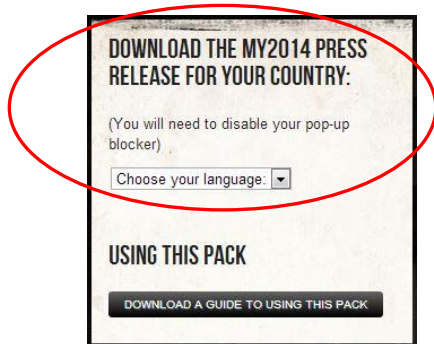 DOWNLOAD THE MY2014 PRESS
RELEASE FOR YOUR COUNTRY:
(You will need to disable your pop-up
blocker)
Choose your language:
USING THIS PACK
DOWNLOAD A GUIDE TO USING THIS PACK